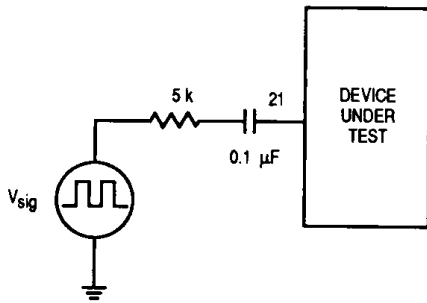 5 k
21
0.1 µF
DEVICE
UNDER
TEST
Vsig